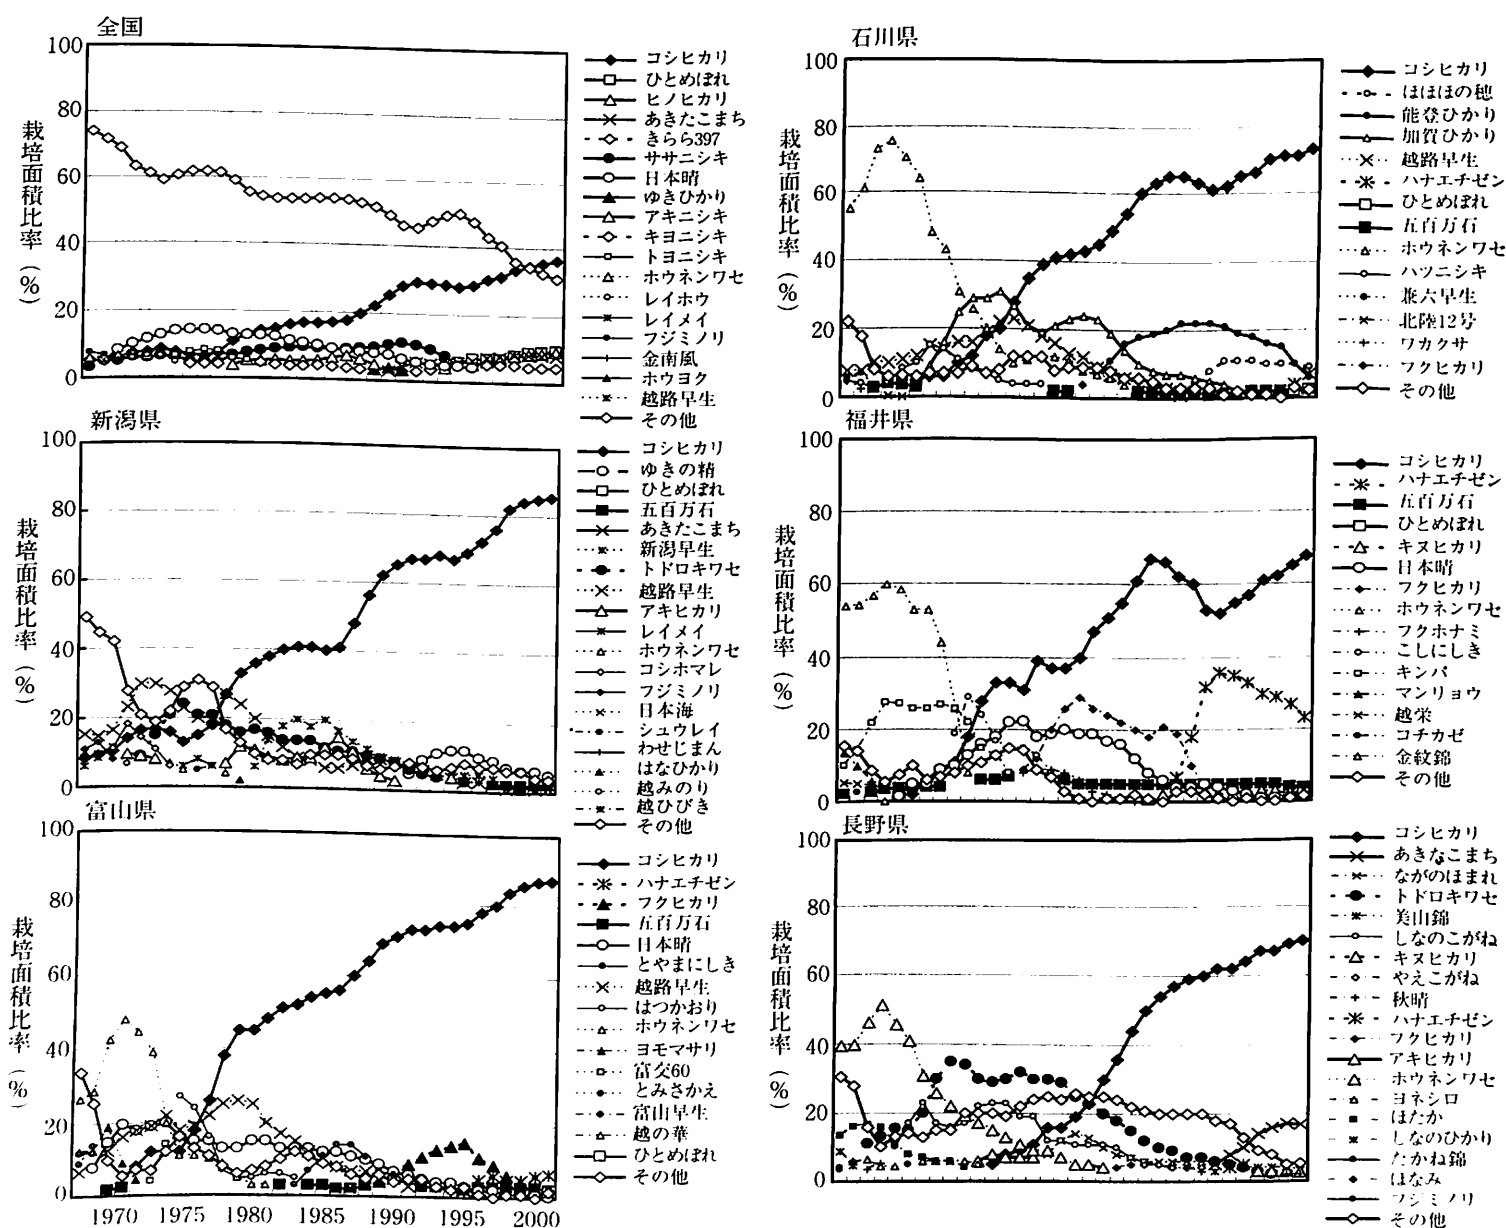 全国
100
80
60
40
20
0
栽培面積比率(%)
コシヒカリ
ひとめぼれ
ヒノヒカリ
あきたこまち
きらら397
ササニシキ
日本晴
ゆきひかり
アキニシキ
キヨニシキ
トヨニシキ
ホウネンワセ
レイホウ
レイメイ
フジミノリ
金南風
ホウヨク
越路早生
その他
石川県
100
80
60
40
20
0
栽培面積比率(%)
コシヒカリ
ほほほの穂
能登ひかり
加賀ひかり
越路早生
ハナエチゼン
ひとめぼれ
五百万石
ホウネンワセ
ハツニシキ
兼六早生
北陸12号
ワカクサ
フクヒカリ
その他
新潟県
100
80
60
40
20
0
栽培面積比率(%)
コシヒカリ
ゆきの精
ひとめぼれ
五百万石
あきたこまち
新潟早生
トドロキワセ
越路早生
アキヒカリ
レイメイ
ホウネンワセ
コシホマレ
フジミノリ
日本海
シュウレイ
わせじまん
はなひかり
越みのり
越ひびき
その他
福井県
100
80
60
40
20
0
栽培面積比率(%)
コシヒカリ
ハナエチゼン
五百万石
ひとめぼれ
キヌヒカリ
日本晴
フクヒカリ
ホウネンワセ
フクホナミ
こしにしき
キンパ
マンリョウ
越栄
コチカゼ
金紋錦
その他
富山県
100
80
60
40
20
0
栽培面積比率(%)
コシヒカリ
ハナエチゼン
フクヒカリ
五百万石
日本晴
とやまにしき
越路早生
はつかおり
ホウネンワセ
ヨモマサリ
富交60
とみさかえ
富山早生
越の華
ひとめぼれ
その他
1970 1975 1980 1985 1990 1995 2000
長野県
100
80
60
40
20
0
栽培面積比率(%)
コシヒカリ
あきなこまち
ながのほまれ
トドロキワセ
美山錦
しなのこがね
キヌヒカリ
やえこがね
秋晴
ハナエチゼン
フクヒカリ
アキヒカリ
ホウネンワセ
ヨネシロ
ほたか
しなのひかり
たかね錦
はなみ
フジミノリ
その他